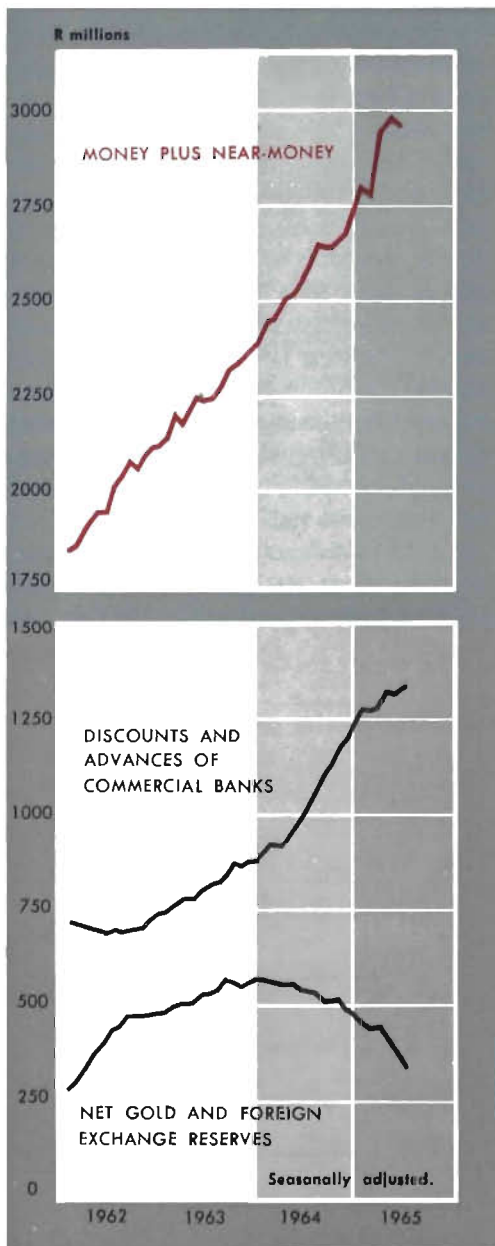 R millions
3000
MONEY PLUS NEAR-MONEY
2750
2500
2250
2000
1750
1500
1250
DISCOUNTS AND
ADVANCES OF
COMMERCIAL BANKS
1000
750
500
250
NET GOLD AND FOREIGN
EXCHANGE RESERVES
Seasonally adjusted.
0
1962 1963 1964 1965